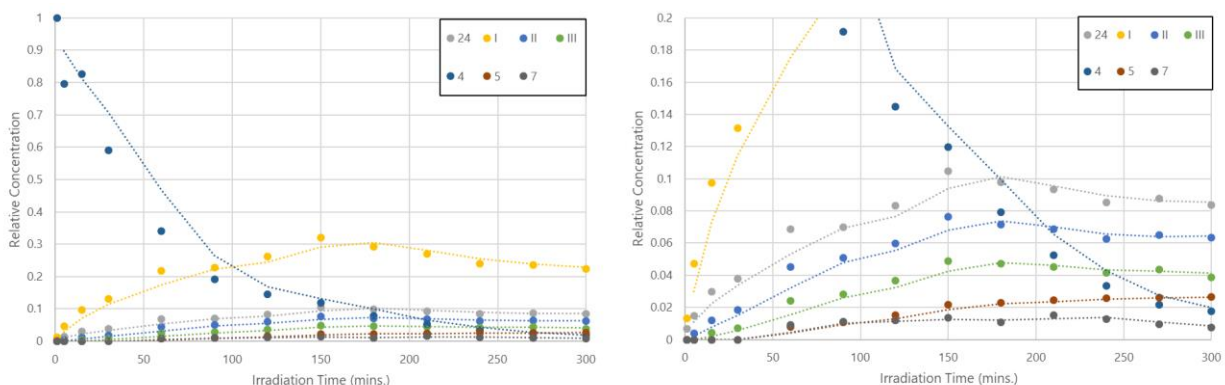 1
0.9
0.8
0.7
0.6
0.5
0.4
0.3
0.2
0.1
0
Relative Concentration
24 I II III
4 5 7
0 50 100 150 200 250 300
Irradiation Time (mins.)
0.2
0.18
0.16
0.14
0.12
0.1
0.08
0.06
0.04
0.02
0
Relative Concentration
24 I II III
4 5 7
0 50 100 150 200 250 300
Irradiation Time (mins.)